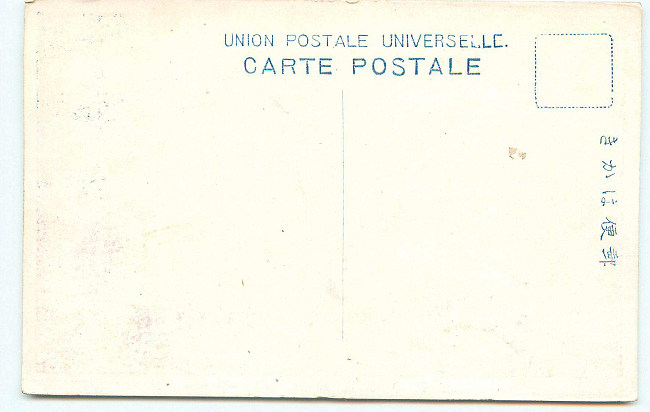 UNION POSTALE UNIVERSELLE.
CARTE POSTALE
きかは便郵